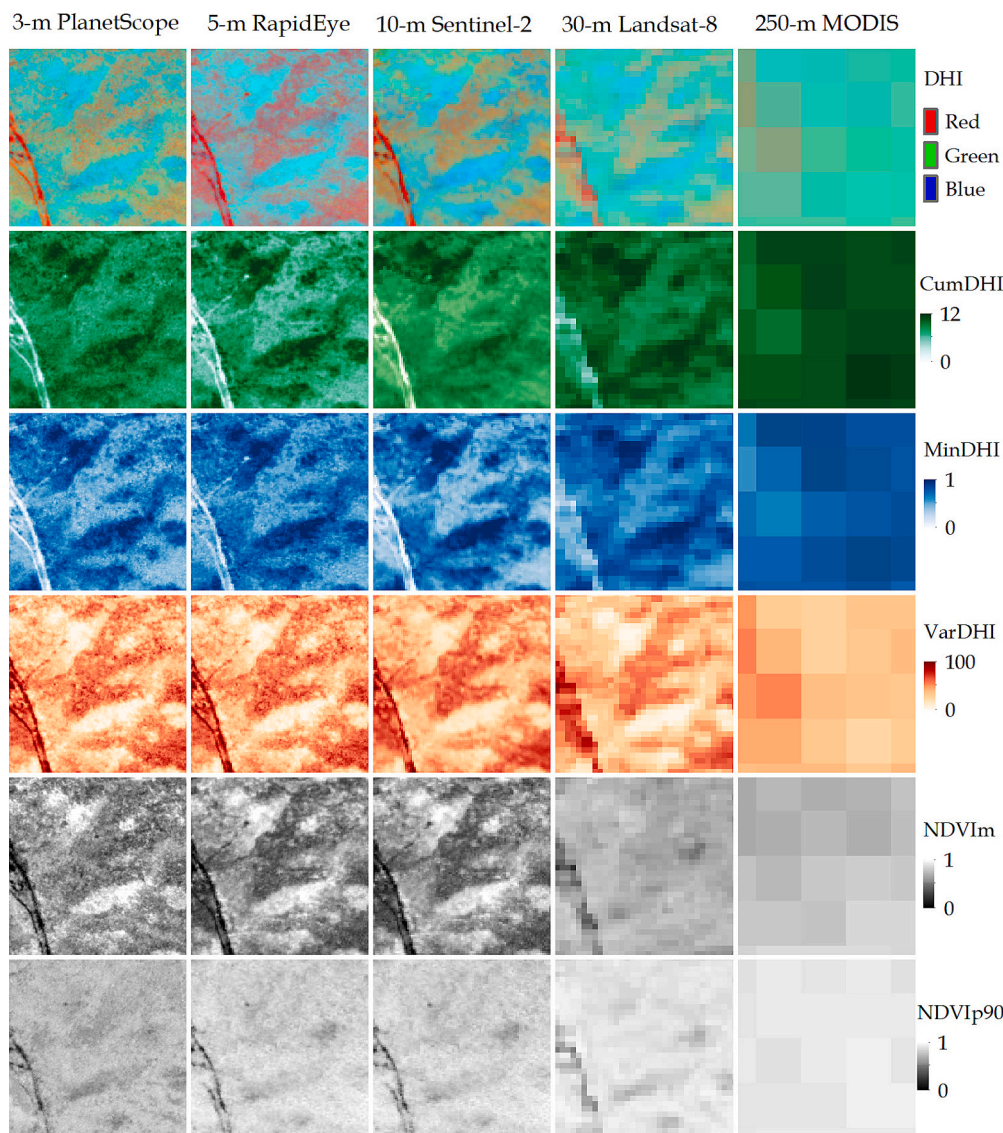 3-m PlanetScope 5-m RapidEye 10-m Sentinel-2 30-m Landsat-8 250-m MODIS
DHI
Red
Green
Blue
CumDHI
12
0
MinDHI
1
0
VarDHI
100
0
NDVIm
1
0
NDVIp90
1
0